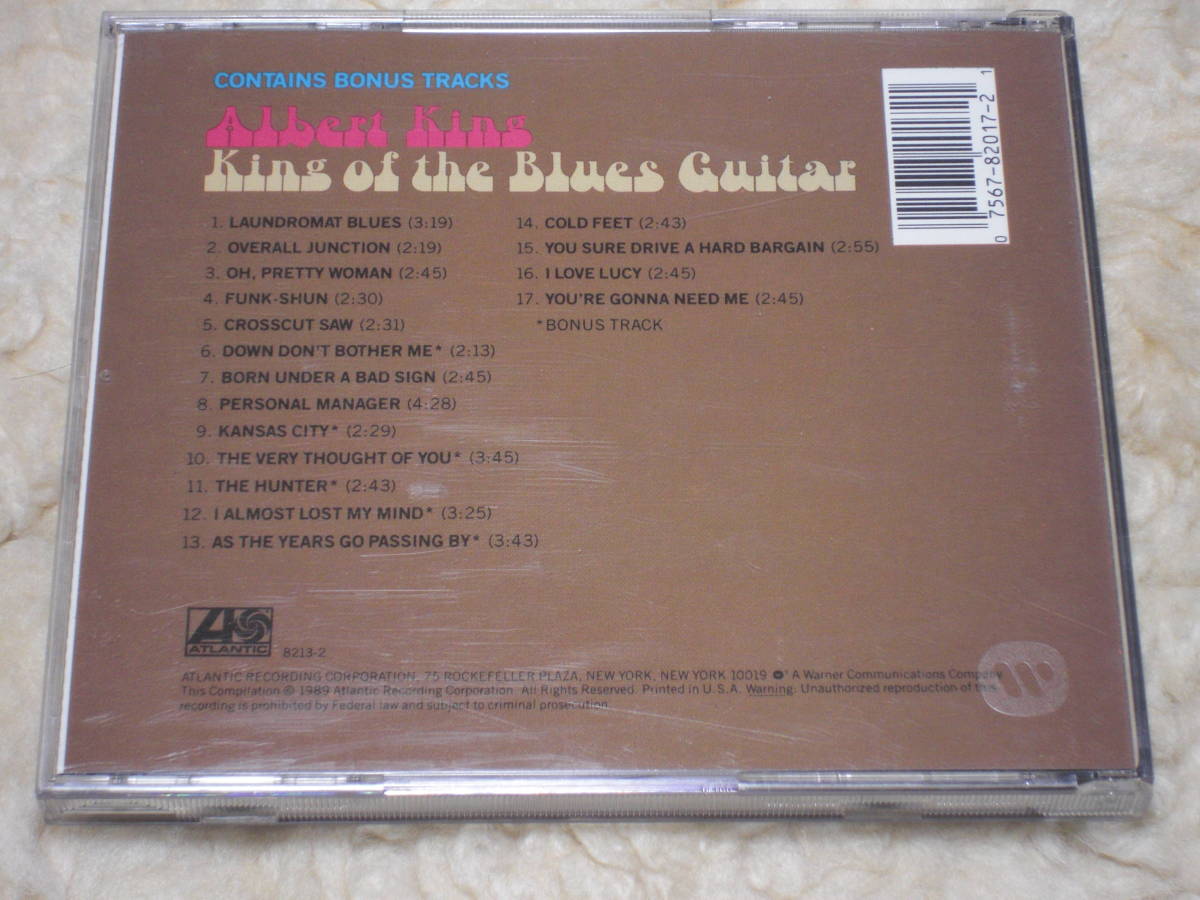 CONTAINS BONUS TRACKS
Albert King
King of the Blues Guitar
1. LAUNDROMAT BLUES (3:19)
2. OVERALL JUNCTION (2:19)
3. OH, PRETTY WOMAN (2:45)
4. FUNK-SHUN (2:30)
5. CROSSCUT SAW (2:31)
6. DOWN DON'T BOTHER ME* (2:13)
7. BORN UNDER A BAD SIGN (2:45)
8. PERSONAL MANAGER (4:28)
9. KANSAS CITY* (2:29)
10. THE VERY THOUGHT OF YOU* (3:45)
11. THE HUNTER* (2:43)
12. I ALMOST LOST MY MIND* (3:25)
13. AS THE YEARS GO PASSING BY* (3:43)
14. COLD FEET (2:43)
15. YOU SURE DRIVE A HARD BARGAIN (2:55)
16. I LOVE LUCY (2:45)
17. YOU'RE GONNA NEED ME (2:45)
*BONUS TRACK
0 7567-82017-2 1
ATLANTIC
8213-2
ATLANTIC RECORDING CORPORATION, 75 ROCKEFELLER PLAZA, NEW YORK, NEW YORK 10019 A Warner Communications Company
This Compilation © 1989 Atlantic Recording Corporation. All Rights Reserved. Printed in U.S.A. Warning: Unauthorized reproduction of this
recording is prohibited by Federal law and subject to criminal prosecution.